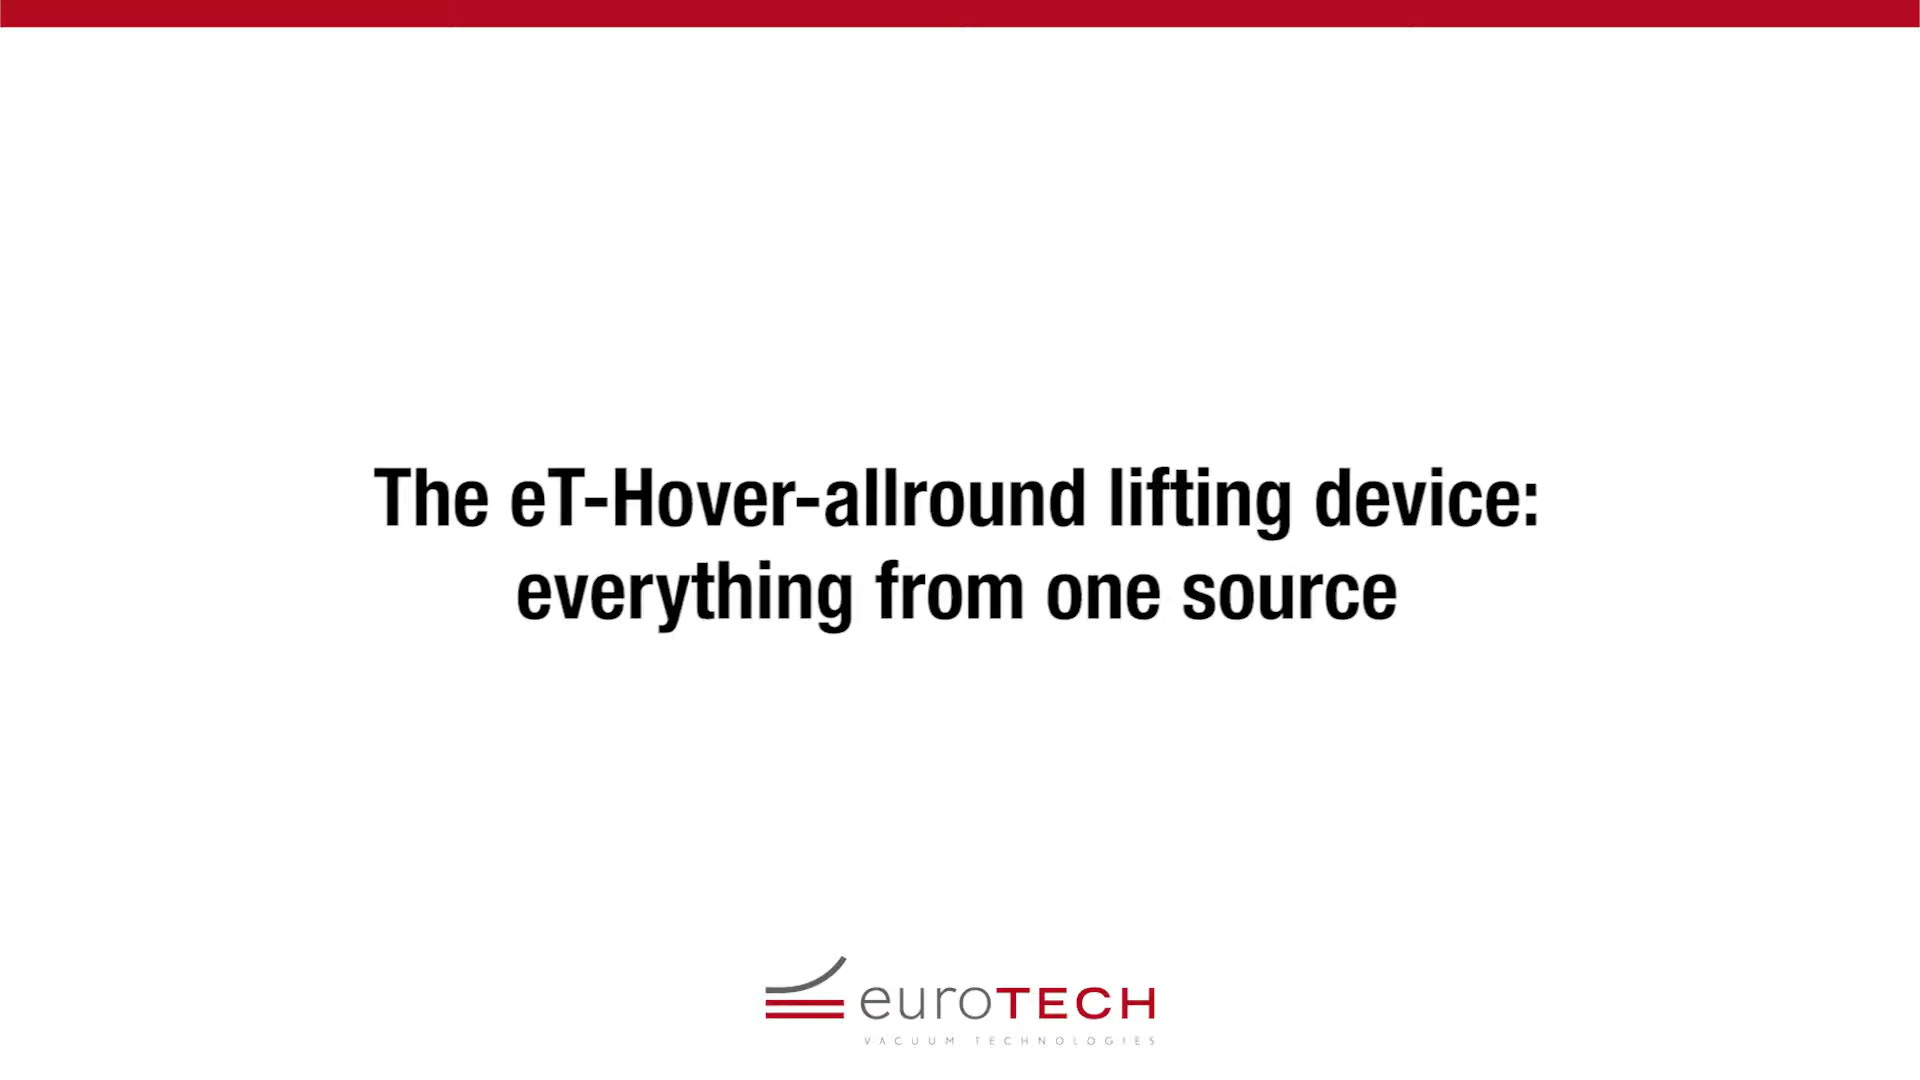 The eT-Hover-allround lifting device:
everything from one source
euroTECH
VACUUM TECHNOLOGIES